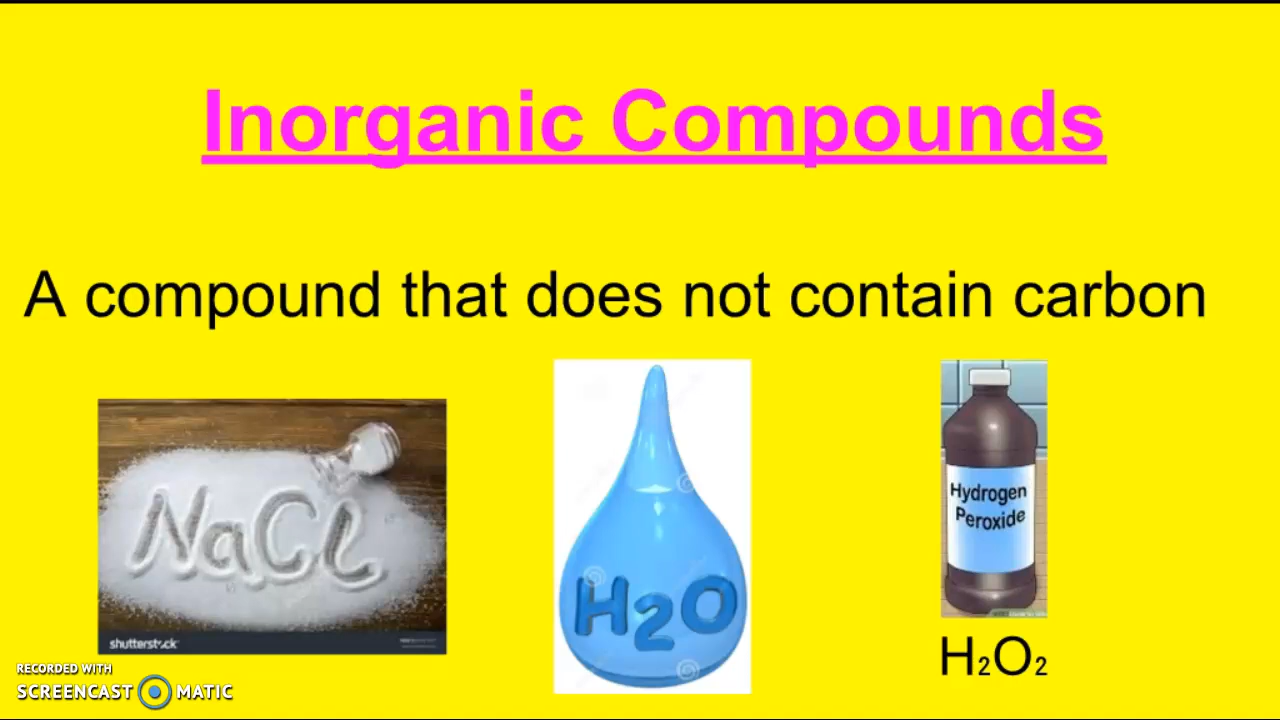 Inorganic Compounds
A compound that does not contain carbon
NaCl
H2O
Hydrogen
Peroxide
shutterstock
H₂O₂
RECORDED WITH
SCREENCAST MATIC